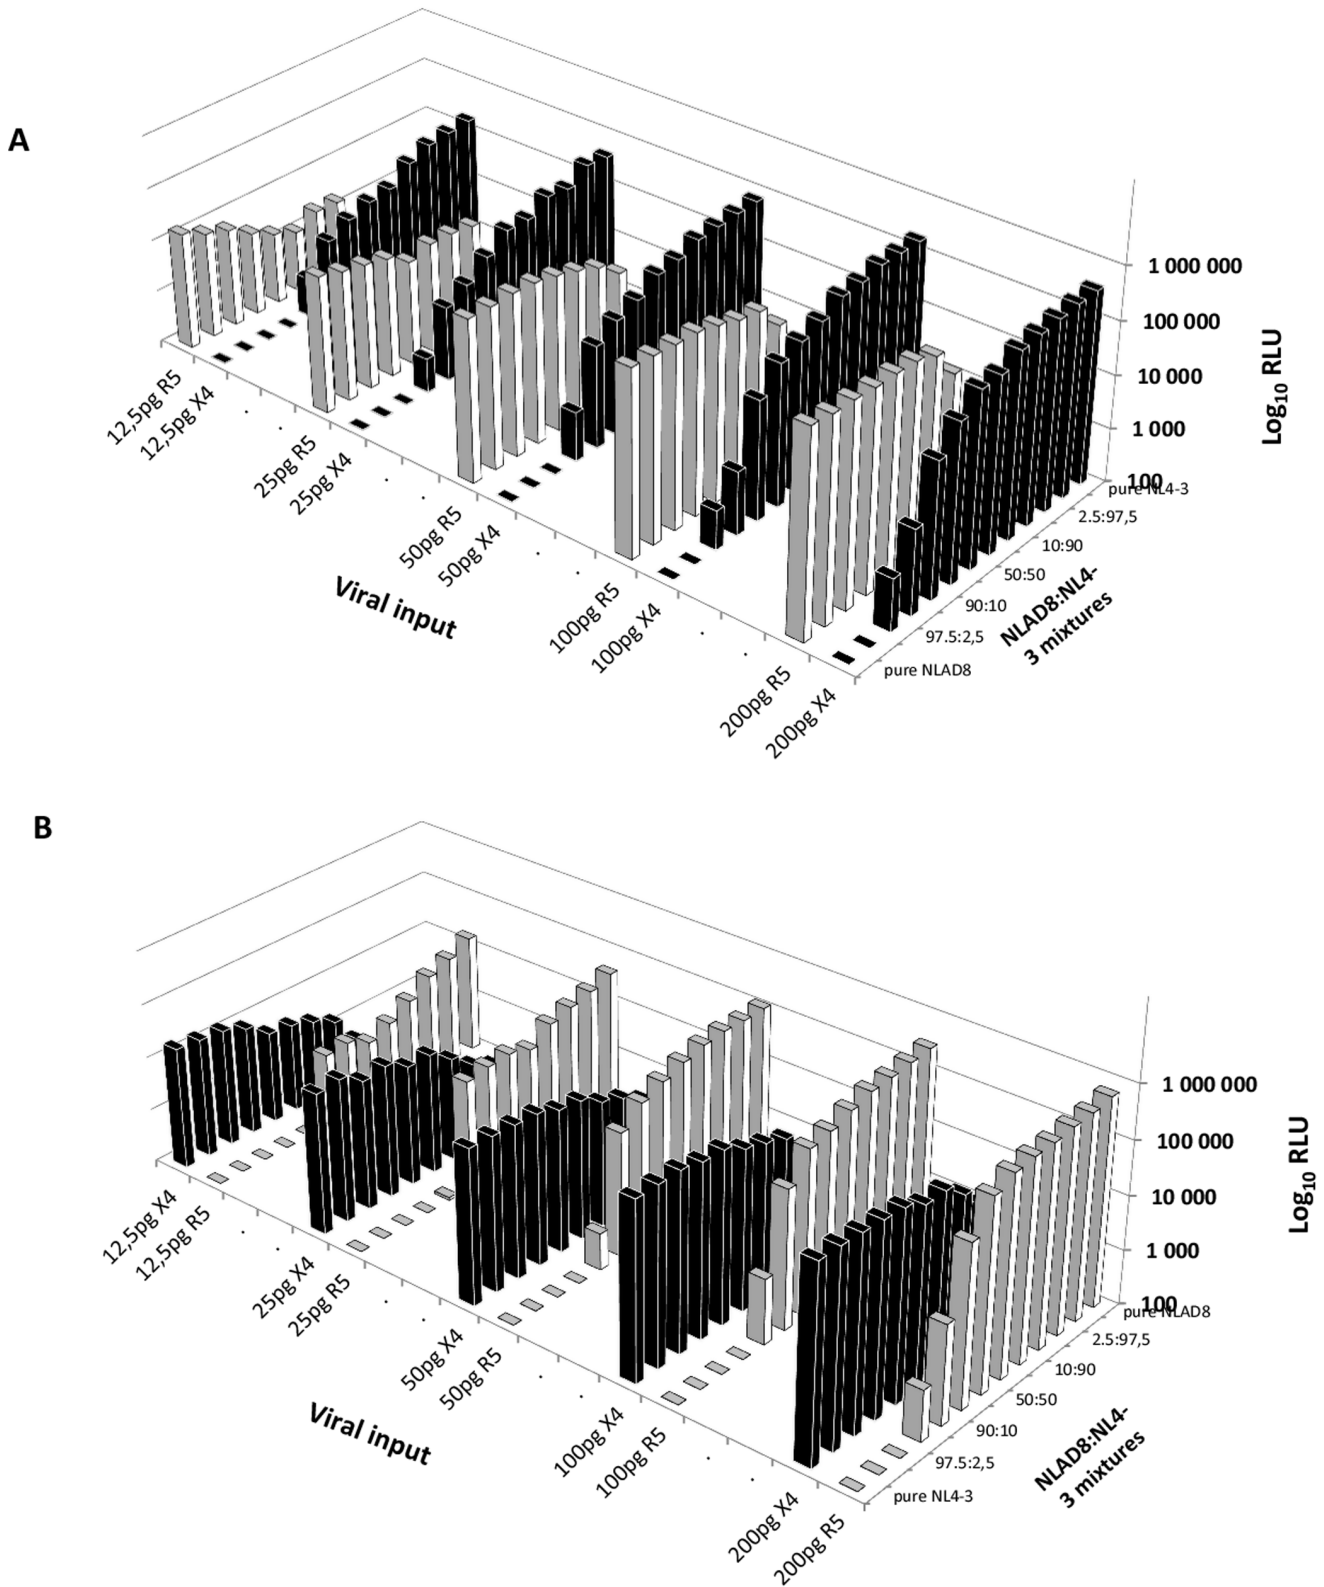 A
1 000 000
100 000
10 000
1 000
100
Log10 RLU
pure NL4-3
2.5:97,5
10:90
50:50
90:10
97.5:2,5
pure NLAD8
NLAD8:NL4-
3 mixtures
12,5pg R5
12,5pg X4
.
25pg R5
25pg X4
.
.
50pg R5
50pg X4
.
.
100pg R5
100pg X4
.
.
200pg R5
200pg X4
Viral input
B
1 000 000
100 000
10 000
1 000
100
Log10 RLU
pure NLAD8
2.5:97,5
10:90
50:50
90:10
97.5:2,5
pure NL4-3
NLAD8:NL4-
3 mixtures
12,5pg X4
12,5pg R5
.
25pg X4
25pg R5
.
.
50pg X4
50pg R5
.
.
100pg X4
100pg R5
.
.
200pg X4
200pg R5
Viral input